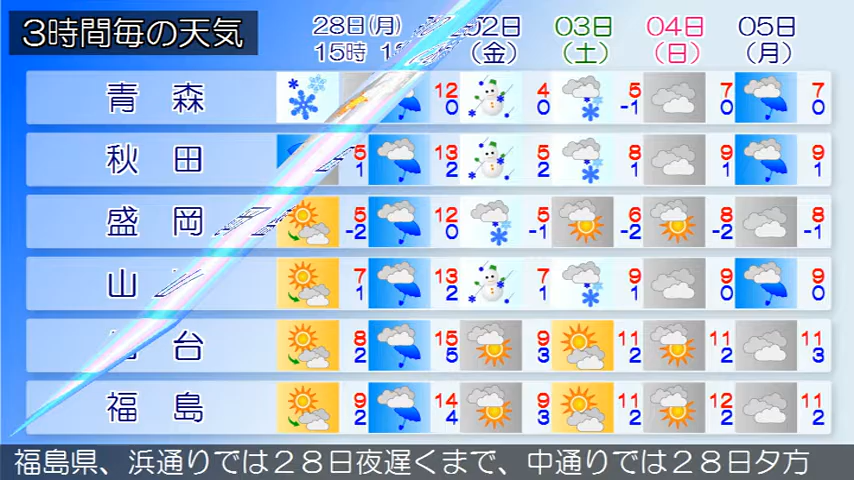 3時間毎の天気
28日(月) 02日 03日 04日 05日
15時 (金) (土) (日) (月)
青森 12 0 4 0 5 -1 7 0 7 0
秋田 5 1 13 2 5 2 8 1 9 1 9 1
盛岡 5 -2 12 0 5 -1 6 -2 8 -2 8 -1
山 7 1 13 2 7 1 9 1 9 0 9 0
台 8 2 15 5 9 3 11 2 11 2 11 3
福島 9 2 14 4 9 3 11 2 12 2 11 2
福島県、浜通りでは28日夜遅くまで、中通りでは28日夕方